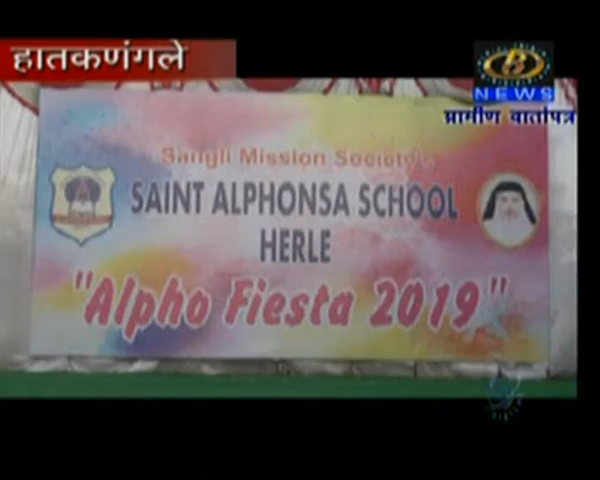 हातकणंगले
B
NEWS
ग्रामीण वार्तापत्र
Sangli Mission Society's
SAINT ALPHONSA SCHOOL
HERLE
"Alpho Fiesta 2019"